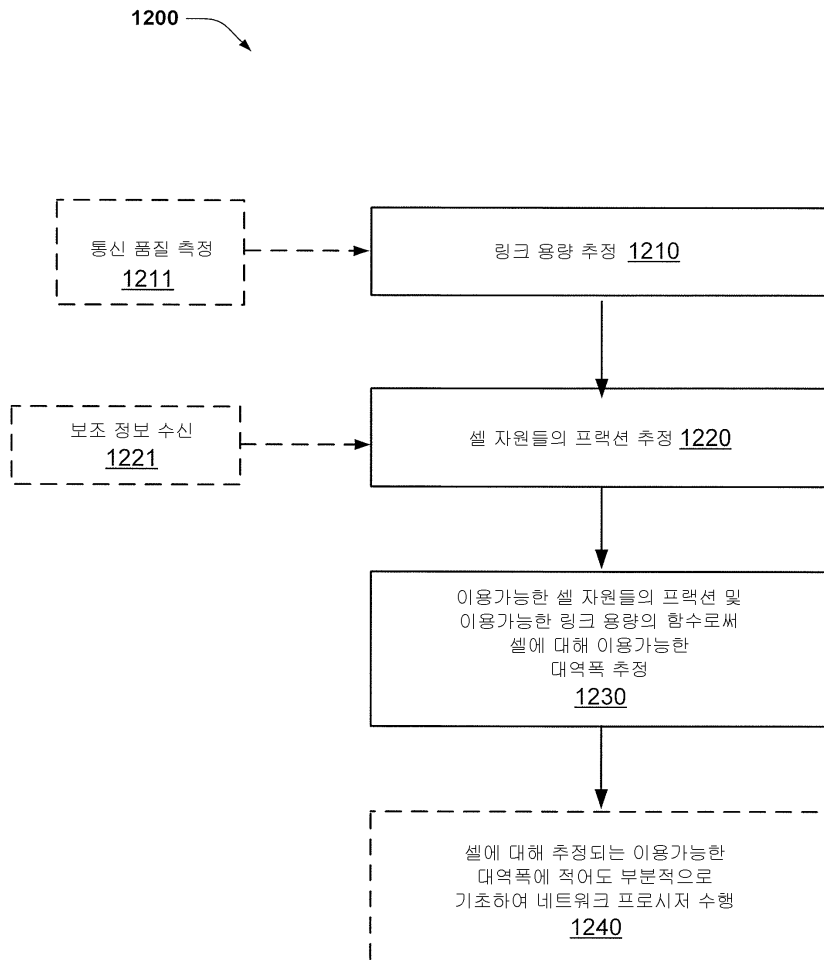 1200
통신 품질 측정
1211
링크 용량 추정 1210
보조 정보 수신
1221
셀 자원들의 프랙션 추정 1220
이용가능한 셀 자원들의 프랙션 및
이용가능한 링크 용량의 함수로써
셀에 대해 이용가능한
대역폭 추정
1230
셀에 대해 추정되는 이용가능한
대역폭에 적어도 부분적으로
기초하여 네트워크 프로시저 수행
1240